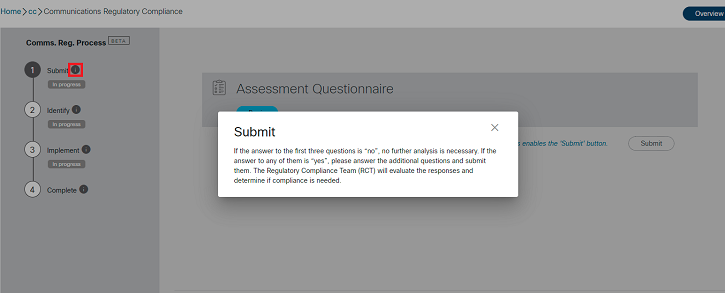 Home > cc > Communications Regulatory Compliance
Overview
Comms. Reg. Process BETA
1 Submit i
In progress
2 Identify i
In progress
3 Implement i
In progress
4 Complete i
Assessment Questionnaire
Submit
If the answer to the first three questions is “no”, no further analysis is necessary. If the
answer to any of them is “yes”, please answer the additional questions and submit
them. The Regulatory Compliance Team (RCT) will evaluate the responses and
determine if compliance is needed.
s enables the 'Submit' button.
Submit